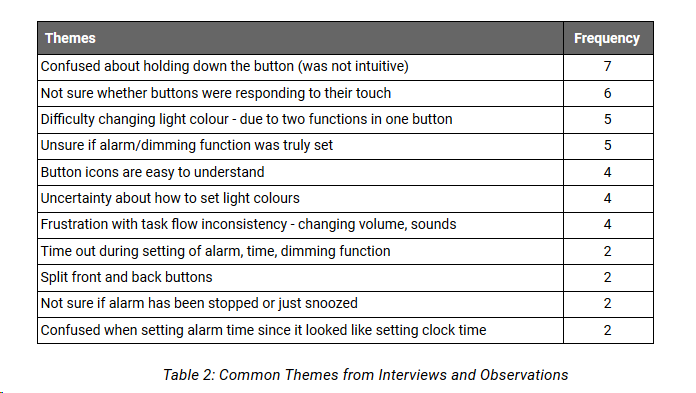 Themes Frequency
Confused about holding down the button (was not intuitive) 7
Not sure whether buttons were responding to their touch 6
Difficulty changing light colour - due to two functions in one button 5
Unsure if alarm/dimming function was truly set 5
Button icons are easy to understand 4
Uncertainty about how to set light colours 4
Frustration with task flow inconsistency - changing volume, sounds 4
Time out during setting of alarm, time, dimming function 2
Split front and back buttons 2
Not sure if alarm has been stopped or just snoozed 2
Confused when setting alarm time since it looked like setting clock time 2
Table 2: Common Themes from Interviews and Observations